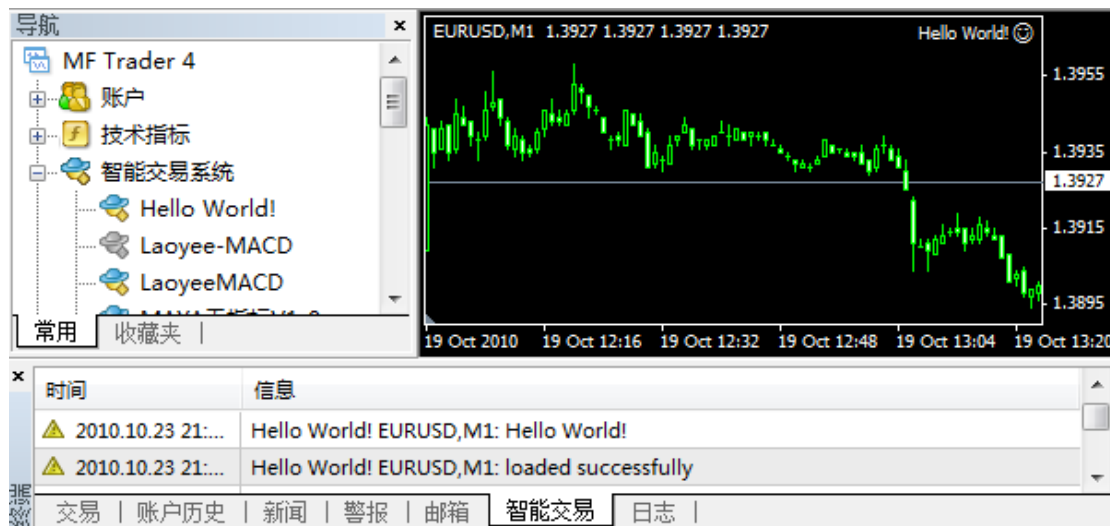 导航
MF Trader 4
账户
技术指标
智能交易系统
Hello World!
Laoyee-MACD
LaoyeeMACD
常用 收藏夹
EURUSD,M1 1.3927 1.3927 1.3927 1.3927
Hello World!
1.3955
1.3935
1.3927
1.3915
1.3895
19 Oct 2010 19 Oct 12:16 19 Oct 12:32 19 Oct 12:48 19 Oct 13:04 19 Oct 13:20
时间 信息
2010.10.23 21:... Hello World! EURUSD,M1: Hello World!
2010.10.23 21:... Hello World! EURUSD,M1: loaded successfully
交易 | 账户历史 | 新闻 | 警报 | 邮箱 智能交易 日志 |